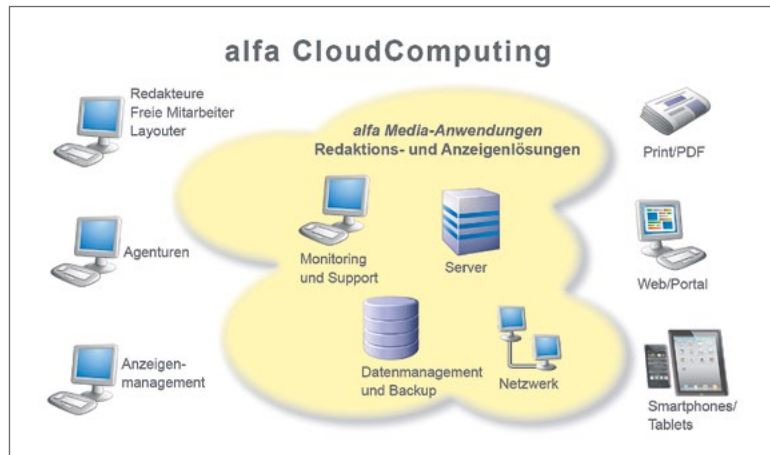 alfa CloudComputing
Redakteure
Freie Mitarbeiter
Layouter
Agenturen
Anzeigen-
management
alfa Media-Anwendungen
Redaktions- und Anzeigenlösungen
Monitoring
und Support
Server
Datenmanagement
und Backup
Netzwerk
Print/PDF
Web/Portal
Smartphones/
Tablets